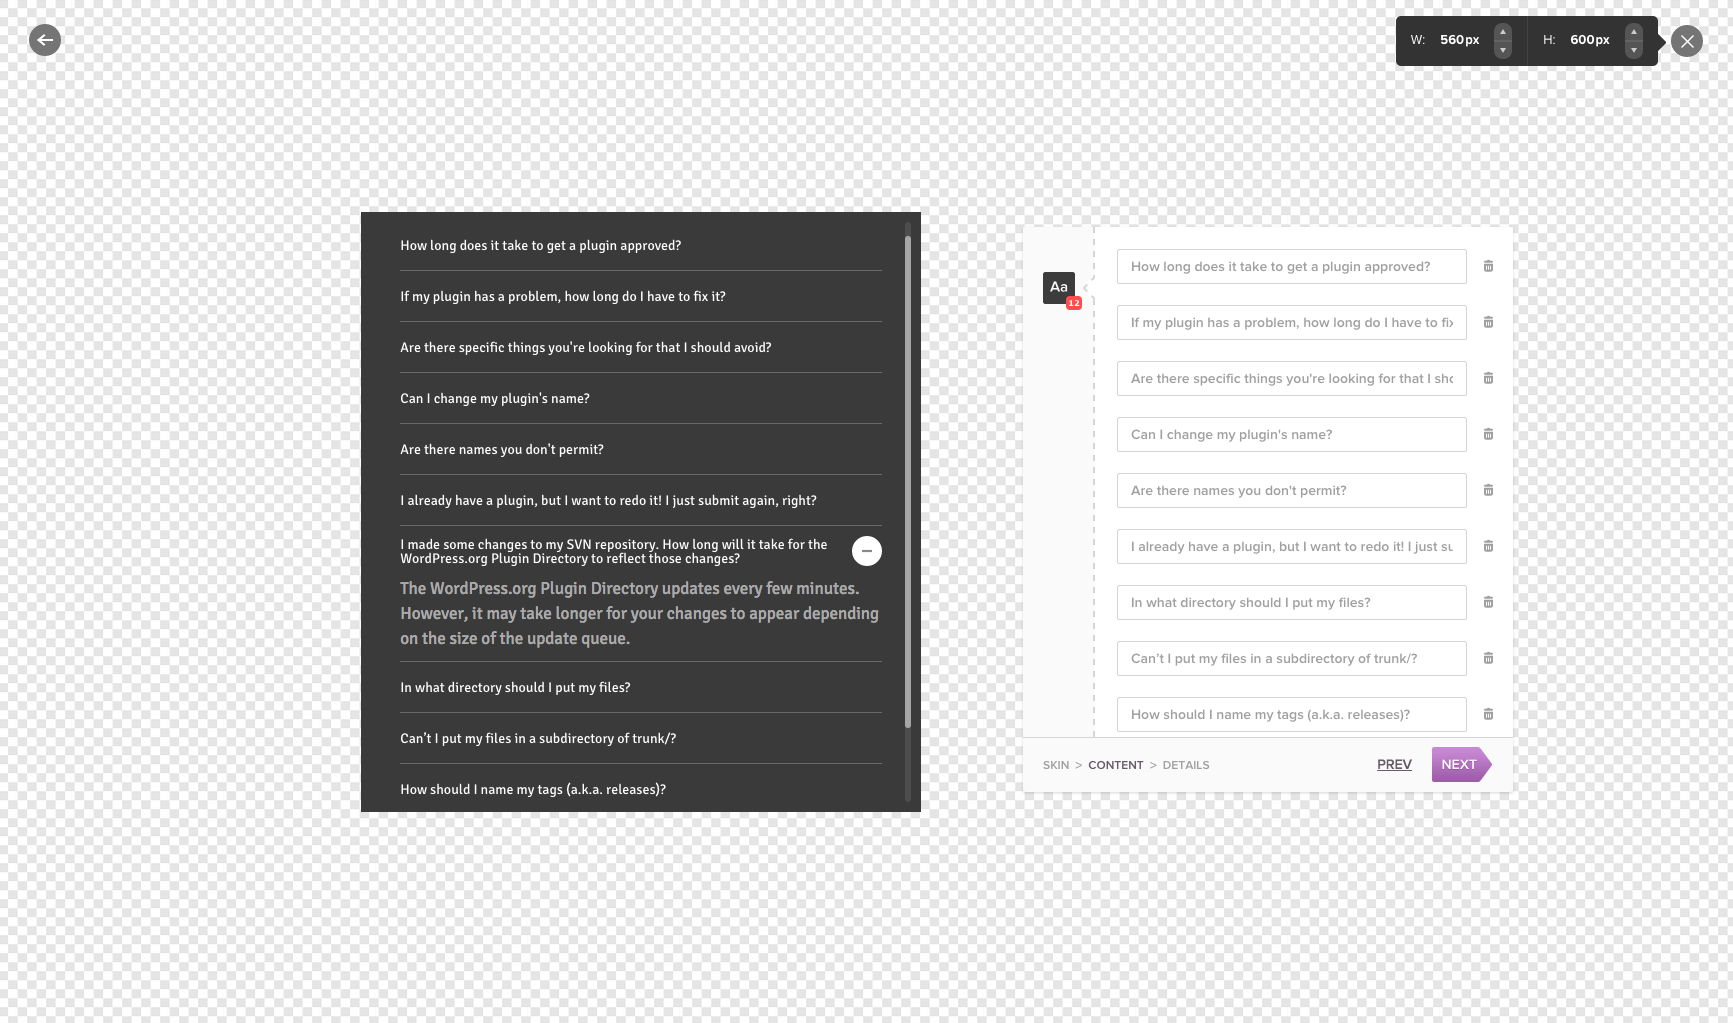 W: 560px H: 600px
How long does it take to get a plugin approved?
If my plugin has a problem, how long do I have to fix it?
Are there specific things you're looking for that I should avoid?
Can I change my plugin's name?
Are there names you don't permit?
I already have a plugin, but I want to redo it! I just submit again, right?
I made some changes to my SVN repository. How long will it take for the
WordPress.org Plugin Directory to reflect those changes?
The WordPress.org Plugin Directory updates every few minutes.
However, it may take longer for your changes to appear depending
on the size of the update queue.
In what directory should I put my files?
Can’t I put my files in a subdirectory of trunk/?
How should I name my tags (a.k.a. releases)?
Aa
12
How long does it take to get a plugin approved?
If my plugin has a problem, how long do I have to fix
Are there specific things you're looking for that I sho
Can I change my plugin's name?
Are there names you don't permit?
I already have a plugin, but I want to redo it! I just su
In what directory should I put my files?
Can’t I put my files in a subdirectory of trunk/?
How should I name my tags (a.k.a. releases)?
SKIN > CONTENT > DETAILS
PREV
NEXT